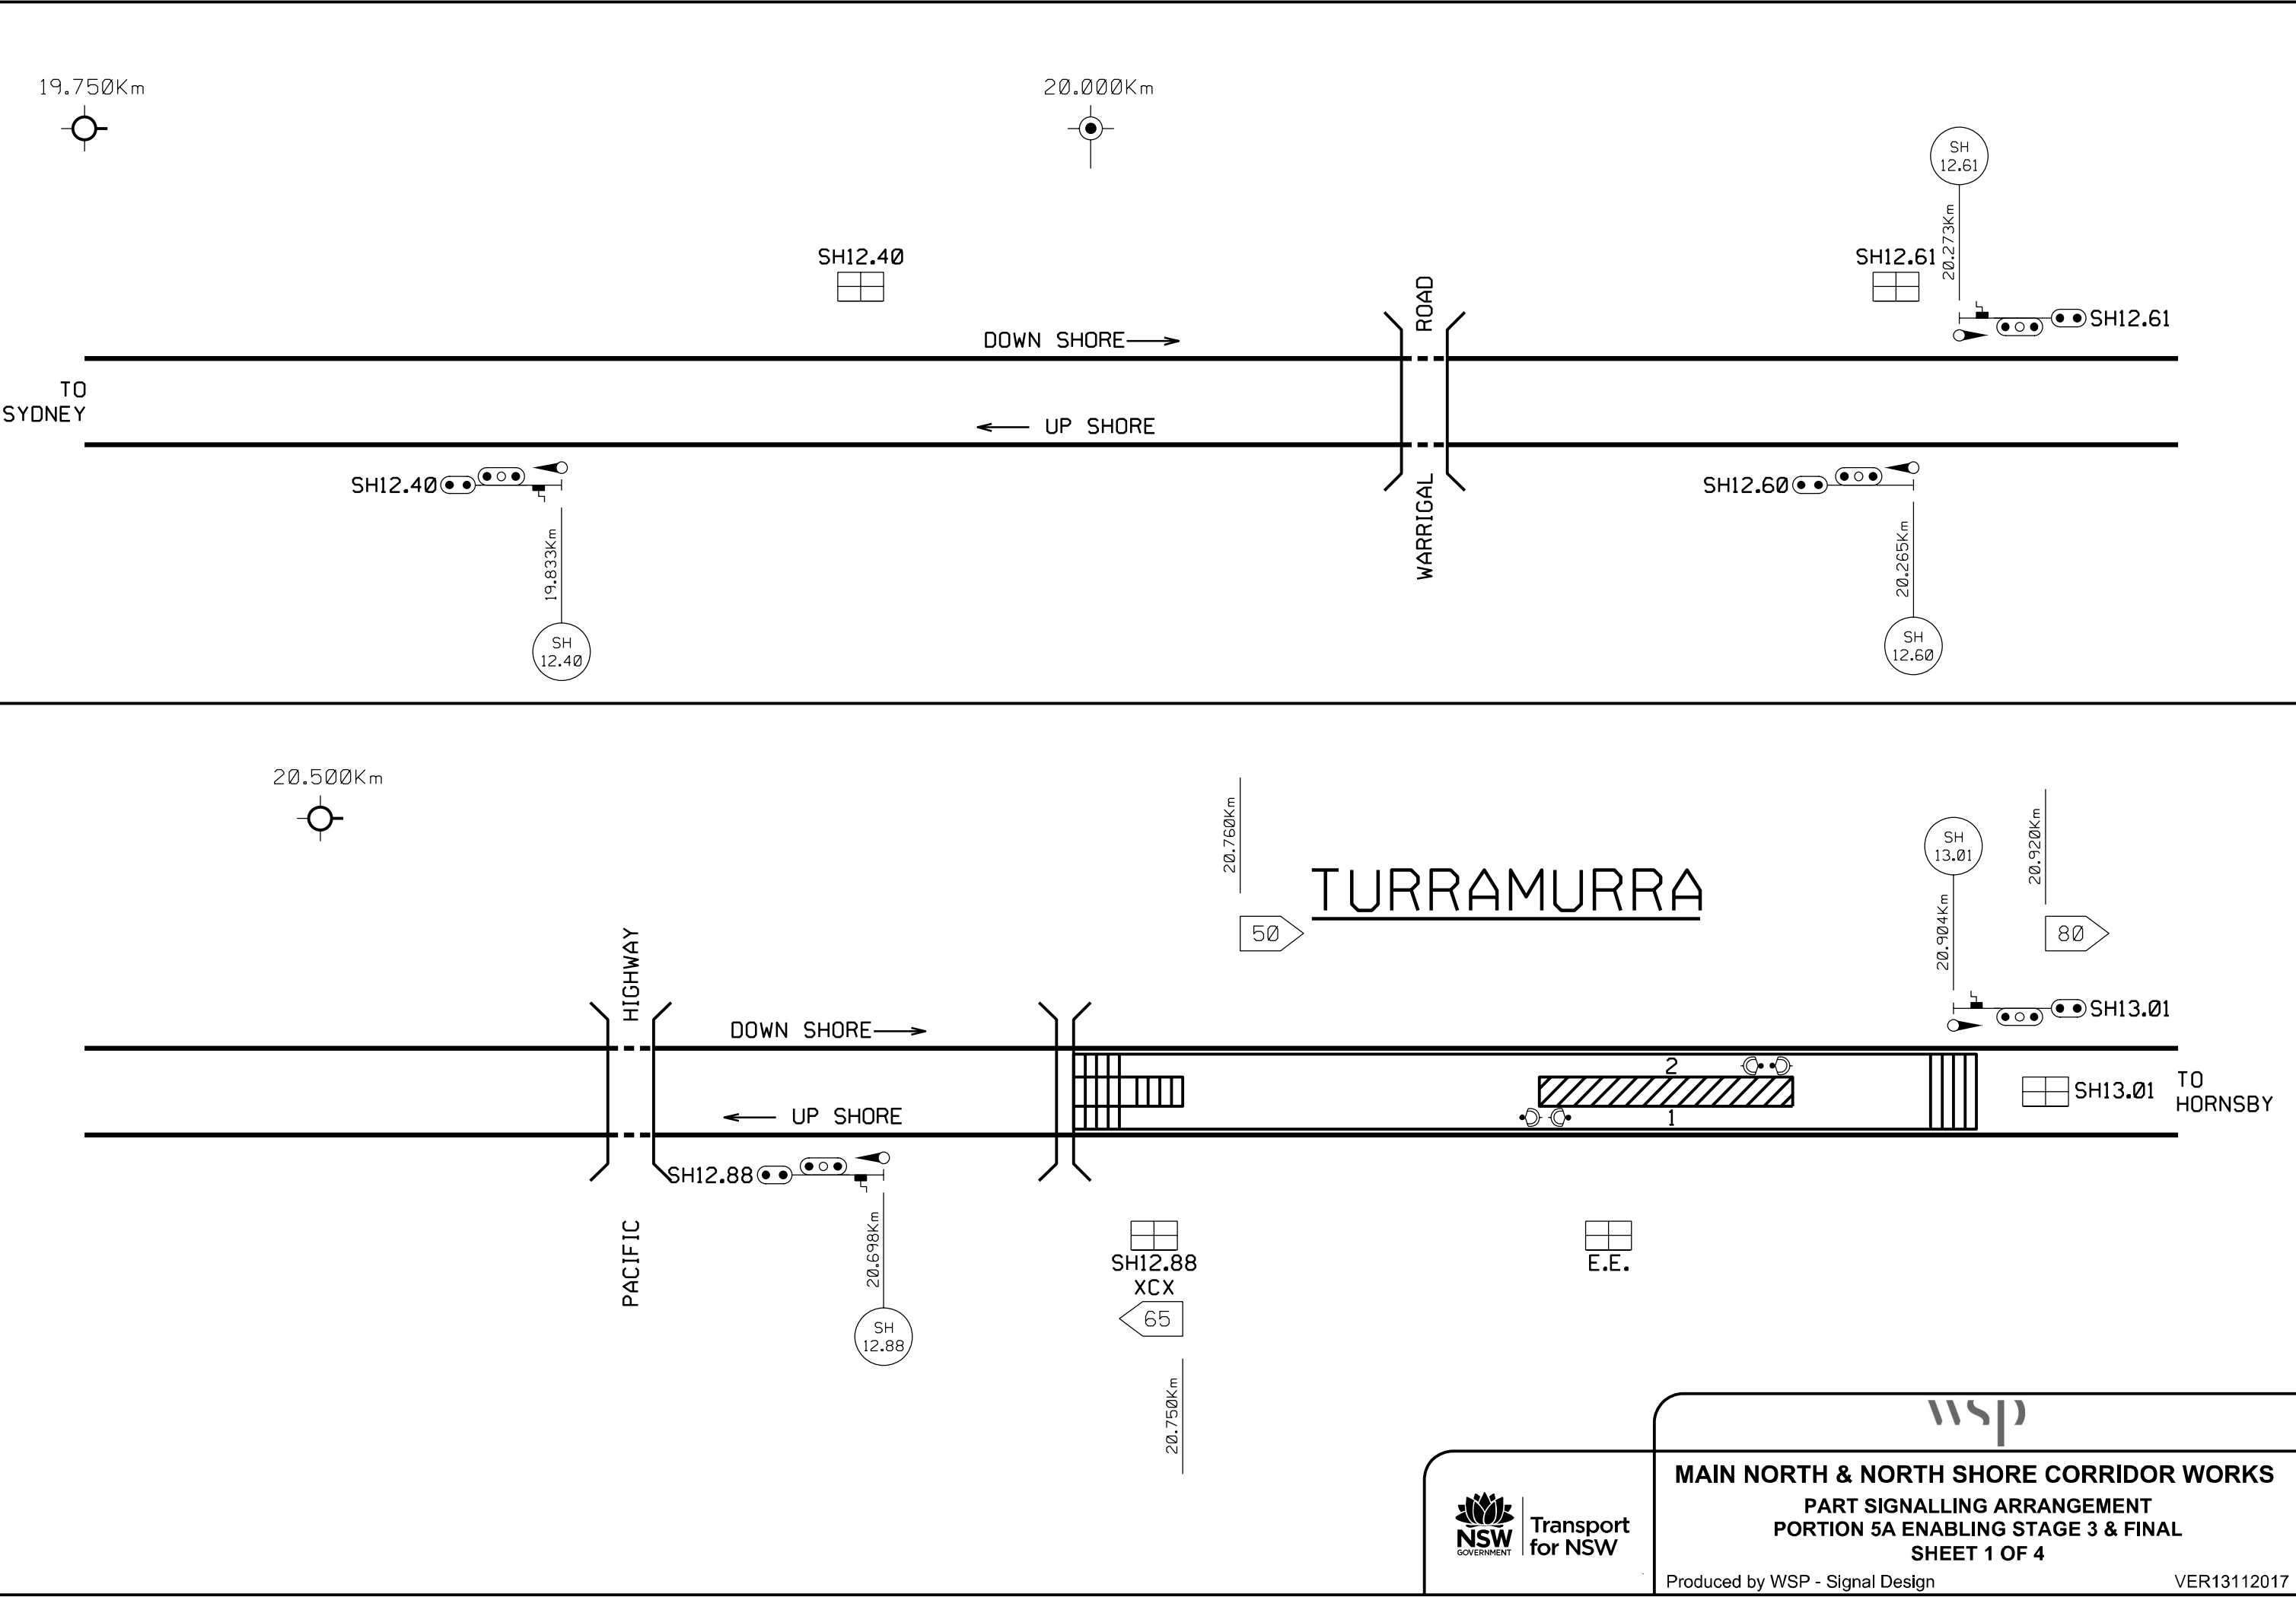 19.750Km
20.000Km
SH
12.61
20.273Km
SH12.40
SH12.61
ROAD
SH12.61
DOWN SHORE
TO
SYDNEY
UP SHORE
SH12.40
SH12.60
WARRIGAL
19.833Km
20.265Km
SH
12.40
SH
12.60
20.500Km
20.760Km
TURRAMURRA
SH
13.01
20.920Km
50
20.904Km
80
HIGHWAY
SH13.01
DOWN SHORE
2
SH13.01
TO
HORNSBY
UP SHORE
1
SH12.88
PACIFIC
20.698Km
SH12.88
XCX
E.E.
65
SH
12.88
20.750Km
wsp
MAIN NORTH & NORTH SHORE CORRIDOR WORKS
PART SIGNALLING ARRANGEMENT
PORTION 5A ENABLING STAGE 3 & FINAL
SHEET 1 OF 4
NSW
GOVERNMENT
Transport
for NSW
Produced by WSP - Signal Design
VER13112017